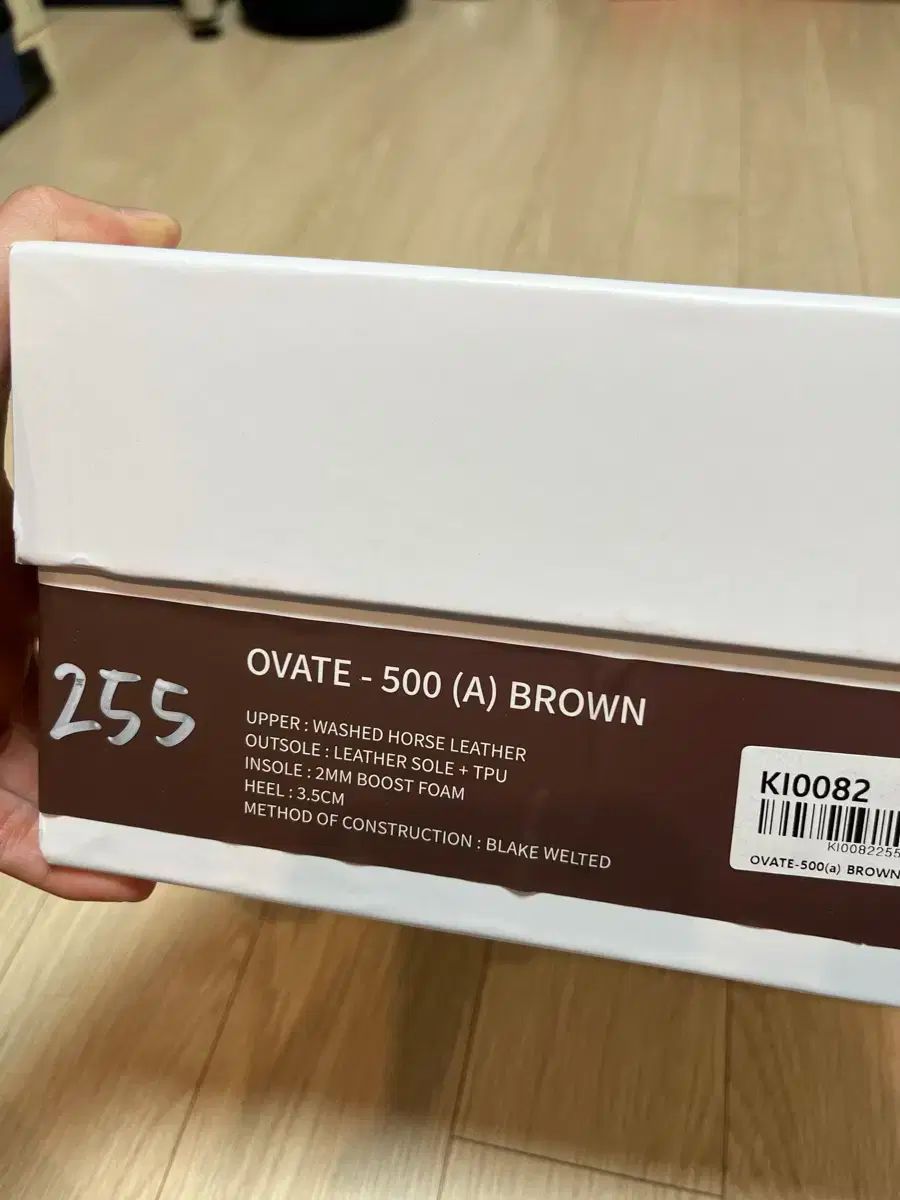 255
OVATE - 500 (A) BROWN
UPPER : WASHED HORSE LEATHER
OUTSOLE : LEATHER SOLE + TPU
INSOLE : 2MM BOOST FOAM
HEEL : 3.5CM
METHOD OF CONSTRUCTION : BLAKE WELTED
KI0082
KI0082255
OVATE-500(a) BROWN